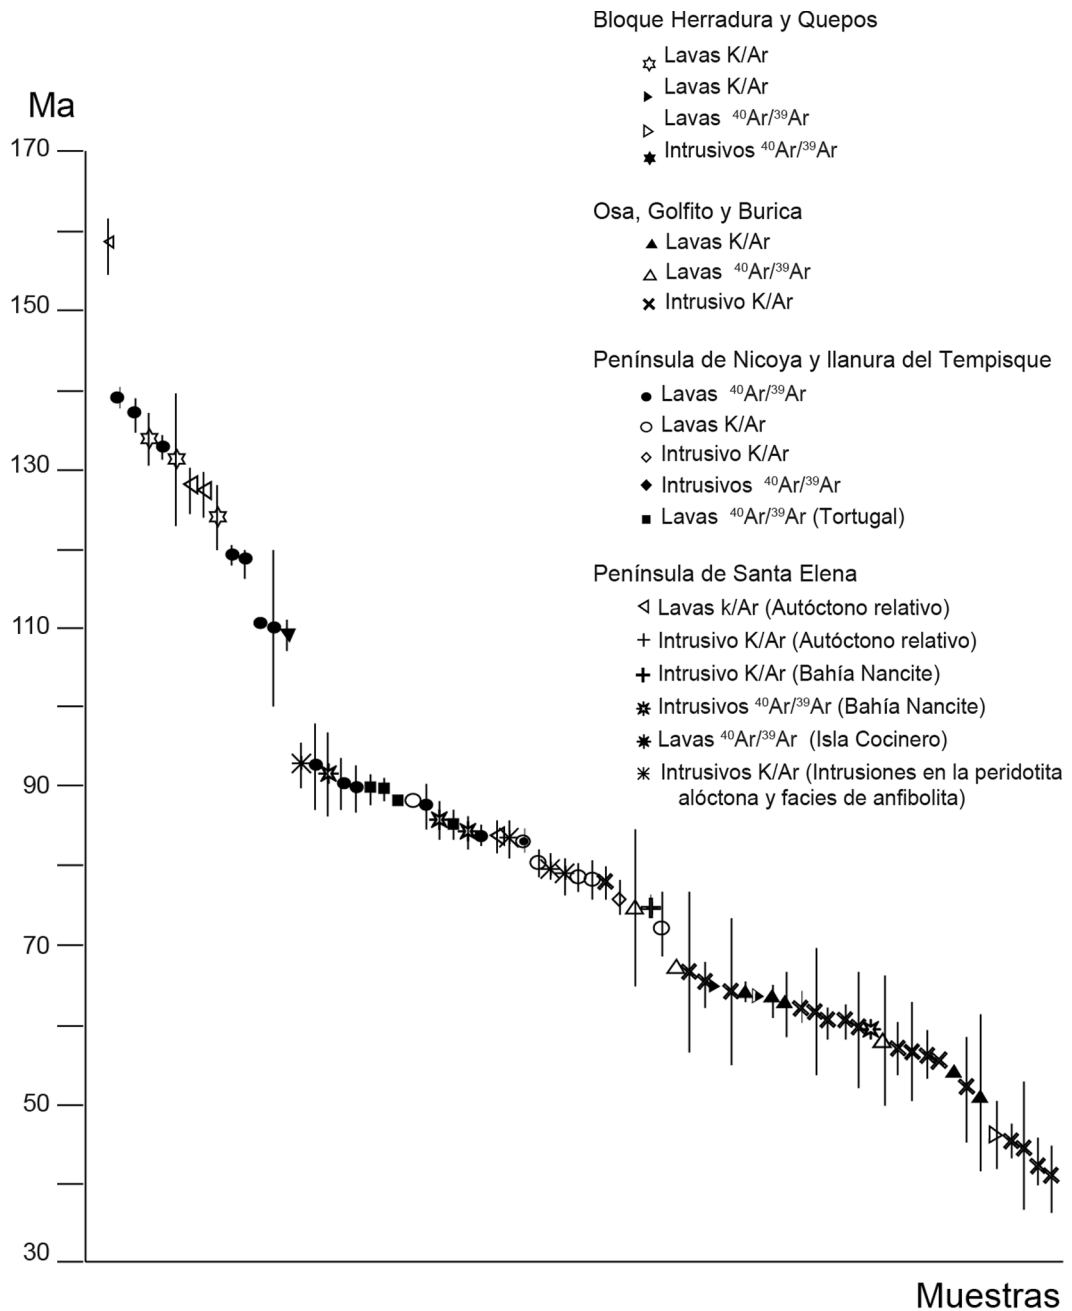 Bloque Herradura y Quepos
Lavas K/Ar
Lavas K/Ar
Lavas ⁴⁰Ar/³⁹Ar
Intrusivos ⁴⁰Ar/³⁹Ar
Osa, Golfito y Burica
Lavas K/Ar
Lavas ⁴⁰Ar/³⁹Ar
Intrusivo K/Ar
Península de Nicoya y llanura del Tempisque
Lavas ⁴⁰Ar/³⁹Ar
Lavas K/Ar
Intrusivo K/Ar
Intrusivos ⁴⁰Ar/³⁹Ar
Lavas ⁴⁰Ar/³⁹Ar (Tortugal)
Península de Santa Elena
Lavas k/Ar (Autóctono relativo)
Intrusivo K/Ar (Autóctono relativo)
Intrusivo K/Ar (Bahía Nancite)
Intrusivos ⁴⁰Ar/³⁹Ar (Bahía Nancite)
Lavas ⁴⁰Ar/³⁹Ar (Isla Cocinero)
Intrusivos K/Ar (Intrusiones en la peridotita
alóctona y facies de anfibolita)
Ma
170
150
130
110
90
70
50
30
Muestras